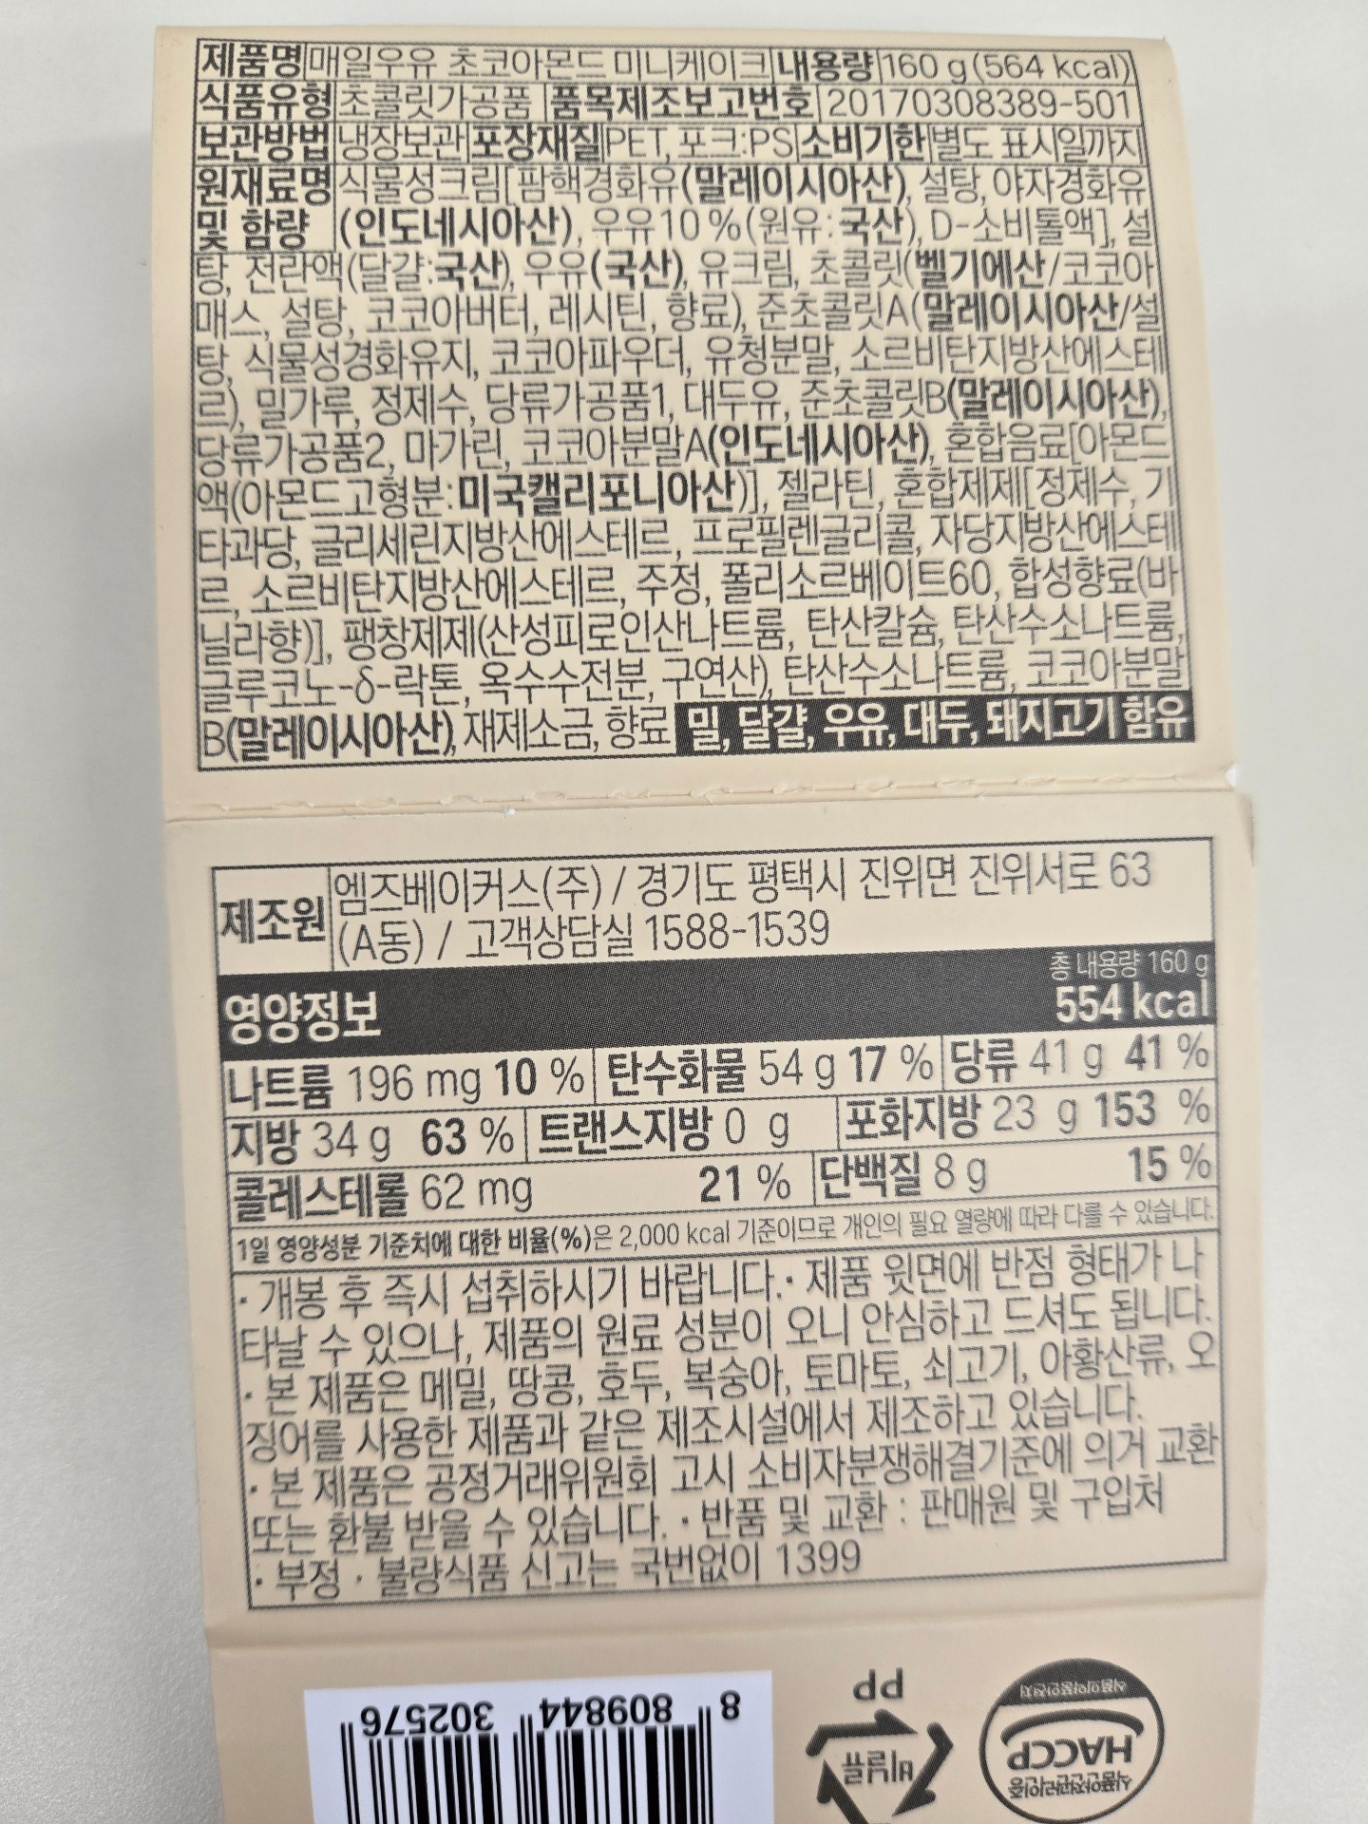 제품명 매일우유 초코아몬드 미니케이크 내용량 160 g(564 kcal)
식품유형 초콜릿가공품 품목제조보고번호 20170308389-501
보관방법 냉장보관 포장재질 PET, 포크:PS 소비기한 별도 표시일까지
원재료명 식물성크림[팜핵경화유(말레이시아산), 설탕, 야자경화유
및 함량 (인도네시아산), 우유10 %(원유:국산), D-소비톨액], 설
탕, 전란액(달걀:국산), 우유(국산), 유크림, 초콜릿(벨기에산/코코아
매스, 설탕, 코코아버터, 레시틴, 향료), 준초콜릿A(말레이시아산/설
탕, 식물성경화유지, 코코아파우더, 유청분말, 소르비탄지방산에스테
르), 밀가루, 정제수, 당류가공품1, 대두유, 준초콜릿B(말레이시아산),
당류가공품2, 마가린, 코코아분말A(인도네시아산), 혼합음료[아몬드
액(아몬드고형분:미국캘리포니아산)], 젤라틴, 혼합제제[정제수, 기
타과당, 글리세린지방산에스테르, 프로필렌글리콜, 자당지방산에스테
르, 소르비탄지방산에스테르, 주정, 폴리소르베이트60, 합성향료(바
닐라향)], 팽창제제(산성피로인산나트륨, 탄산칼슘, 탄산수소나트륨,
글루코노-δ-락톤, 옥수수전분, 구연산), 탄산수소나트륨, 코코아분말
B(말레이시아산), 재제소금, 향료 밀, 달걀, 우유, 대두, 돼지고기 함유
제조원 엠즈베이커스(주) / 경기도 평택시 진위면 진위서로 63
(A동) / 고객상담실 1588-1539
총 내용량 160 g
영양정보 554 kcal
나트륨 196 mg 10 % 탄수화물 54 g 17 % 당류 41 g 41 %
지방 34 g 63 % 트랜스지방 0 g 포화지방 23 g 153 %
콜레스테롤 62 mg 21 % 단백질 8 g 15 %
1일 영양성분 기준치에 대한 비율(%)은 2,000 kcal 기준이므로 개인의 필요 열량에 따라 다를 수 있습니다.
· 개봉 후 즉시 섭취하시기 바랍니다. · 제품 윗면에 반점 형태가 나
타날 수 있으나, 제품의 원료 성분이 오니 안심하고 드셔도 됩니다.
· 본 제품은 메밀, 땅콩, 호두, 복숭아, 토마토, 쇠고기, 아황산류, 오
징어를 사용한 제품과 같은 제조시설에서 제조하고 있습니다.
· 본 제품은 공정거래위원회 고시 소비자분쟁해결기준에 의거 교환
또는 환불 받을 수 있습니다. · 반품 및 교환 : 판매원 및 구입처
· 부정 · 불량식품 신고는 국번없이 1399
8 809844 302576
PP
비닐류
HACCP